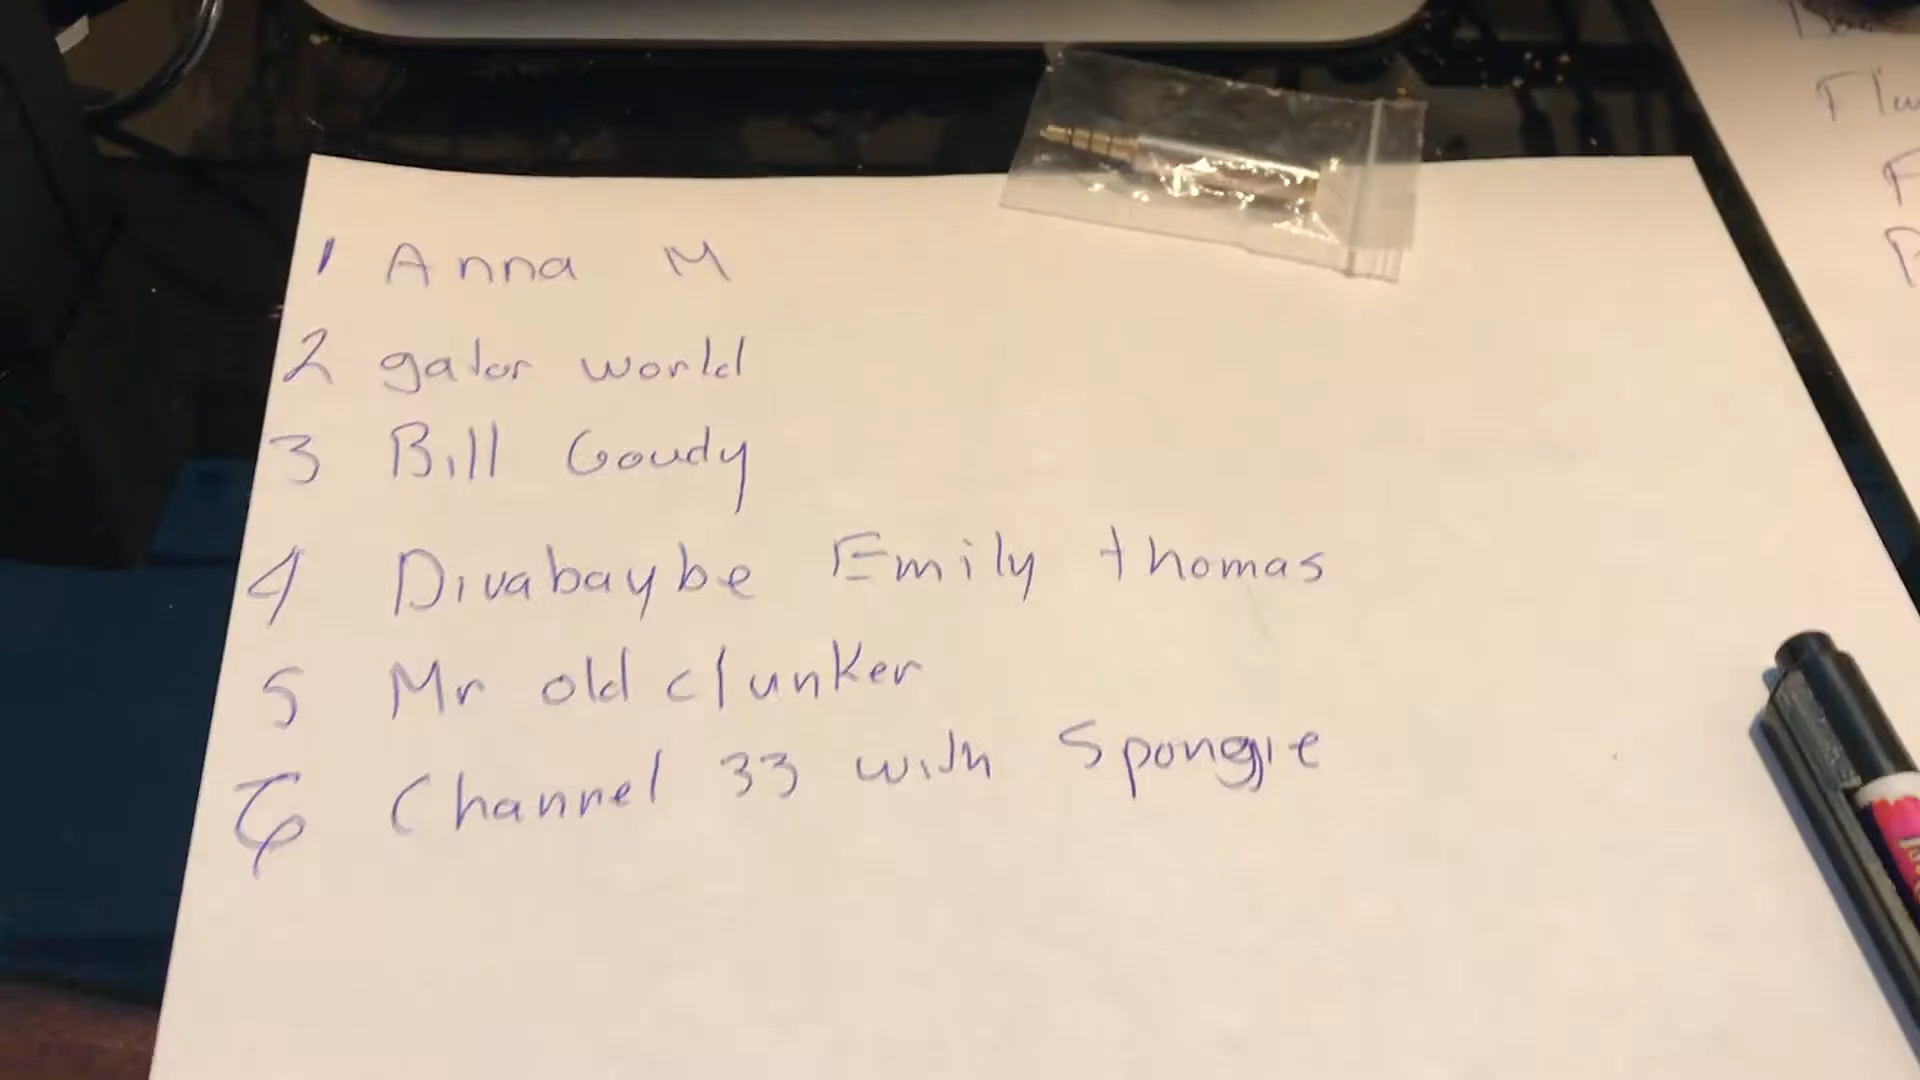 1 Anna M
2 gator world
3 Bill Goudy
4 Divabaybe Emily thomas
5 Mr old clunker
6 Channel 33 with Spongie